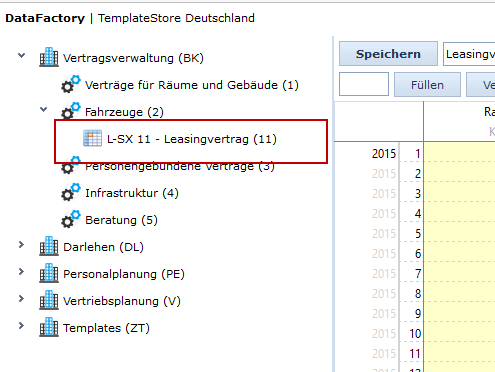 DataFactory | TemplateStore Deutschland
Vertragsverwaltung (BK)
Verträge für Räume und Gebäude (1)
Fahrzeuge (2)
L-SX 11 - Leasingvertrag (11)
Personengebundene Verträge (3)
Infrastruktur (4)
Beratung (5)
Darlehen (DL)
Personalplanung (PE)
Vertriebsplanung (V)
Templates (ZT)
Speichern
Leasingve
Füllen
Ve
Ra
K
2015 1
2015 2
2015 3
2015 4
2015 5
2015 6
2015 7
2015 8
2015 9
2015 10
2015 11
2015 12